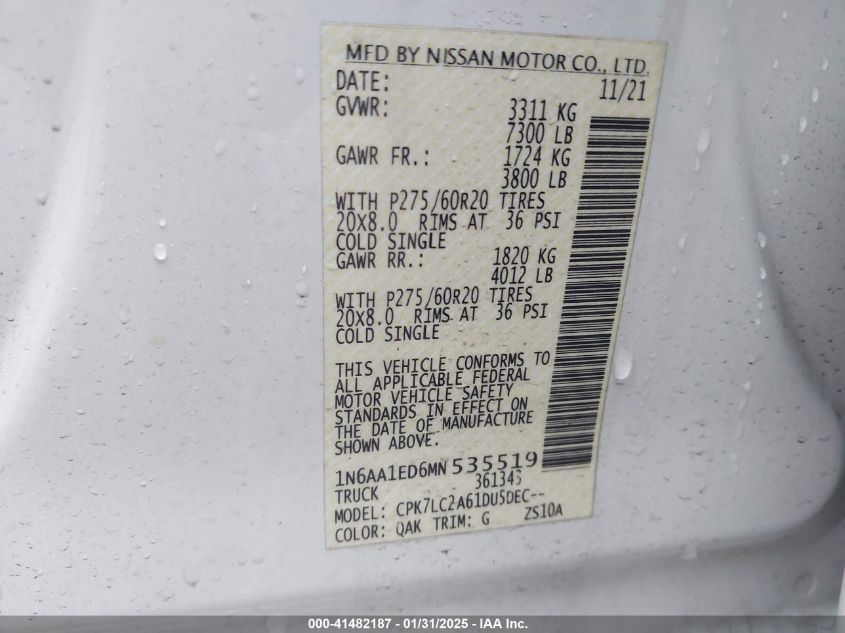 MFD BY NISSAN MOTOR CO., LTD.
DATE: 11/21
GVWR: 3311 KG
7300 LB
GAWR FR.: 1724 KG
3800 LB
WITH P275/60R20 TIRES
20X8.0 RIMS AT 36 PSI
COLD SINGLE
GAWR RR.: 1820 KG
4012 LB
WITH P275/60R20 TIRES
20X8.0 RIMS AT 36 PSI
COLD SINGLE
THIS VEHICLE CONFORMS TO
ALL APPLICABLE FEDERAL
MOTOR VEHICLE SAFETY
STANDARDS IN EFFECT ON
THE DATE OF MANUFACTURE
SHOWN ABOVE.
1N6AA1ED6MN535519
TRUCK 361345
MODEL: CPK7LC2A61DU5DEC--
COLOR: QAK TRIM: G ZS10A
000-41482187 - 01/31/2025 - IAA Inc.